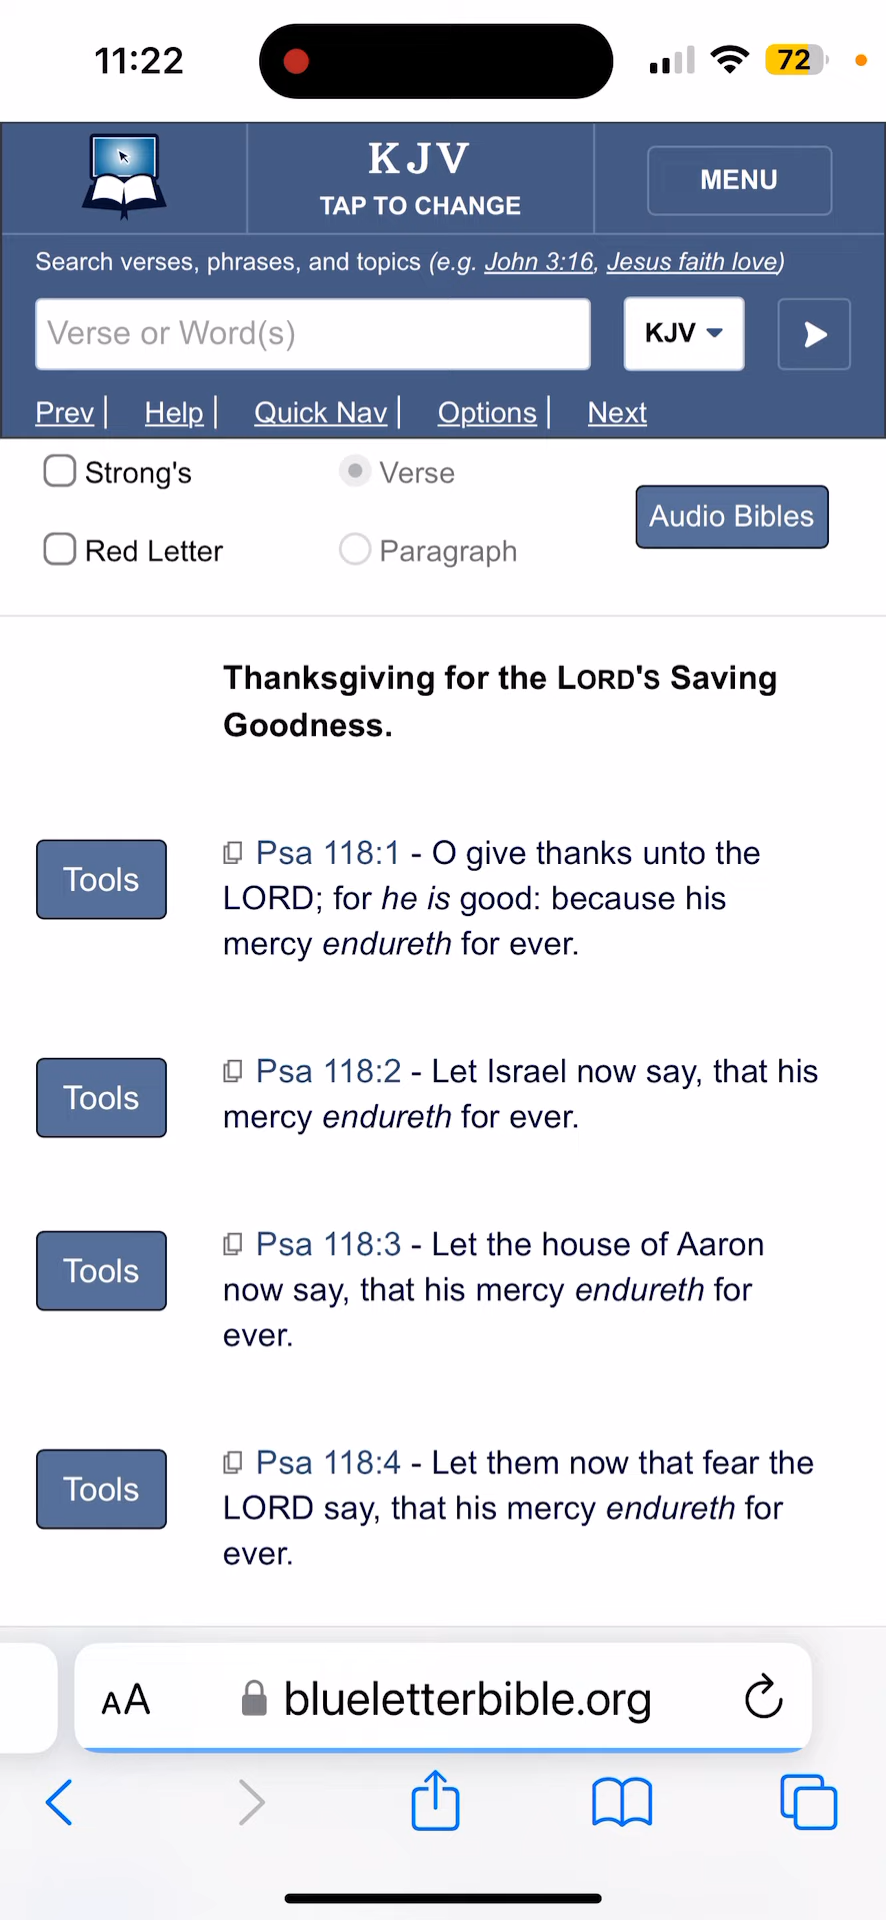 11:22
72
KJV
TAP TO CHANGE
MENU
Search verses, phrases, and topics (e.g. John 3:16, Jesus faith love)
Verse or Word(s)
KJV
Prev | Help | Quick Nav | Options | Next
Strong's
Verse
Audio Bibles
Red Letter
Paragraph
Thanksgiving for the LORD'S Saving
Goodness.
Tools
Psa 118:1 - O give thanks unto the
LORD; for he is good: because his
mercy endureth for ever.
Tools
Psa 118:2 - Let Israel now say, that his
mercy endureth for ever.
Tools
Psa 118:3 - Let the house of Aaron
now say, that his mercy endureth for
ever.
Tools
Psa 118:4 - Let them now that fear the
LORD say, that his mercy endureth for
ever.
AA
blueletterbible.org